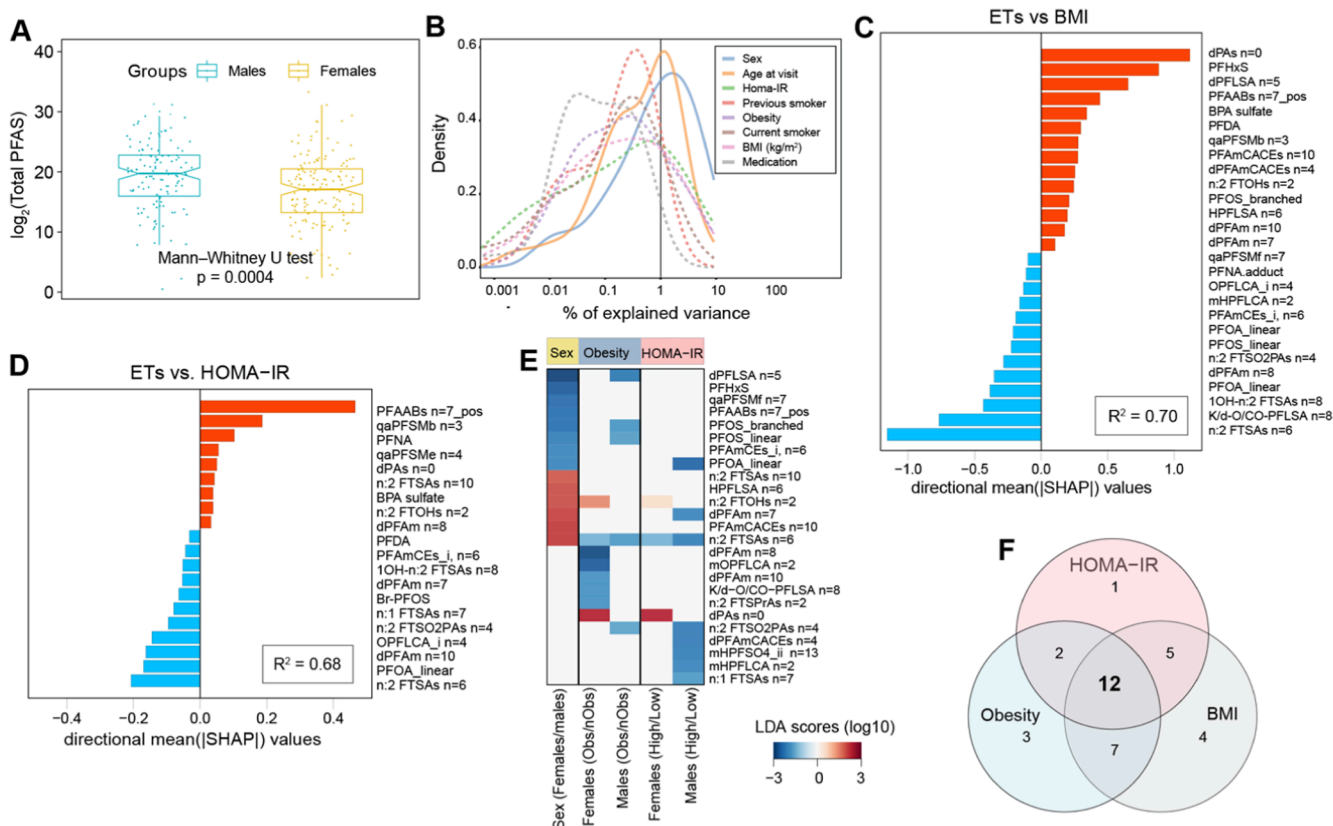 A
log2(Total PFAS)
40
30
20
10
0
Groups Males Females
Mann–Whitney U test
p = 0.0004
B
Density
0.6
0.4
0.2
0.0
Sex
Age at visit
Homa-IR
Previous smoker
Obesity
Current smoker
BMI (kg/m²)
Medication
0.001 0.01 0.1 1 10 100
% of explained variance
C
ETs vs BMI
dPAs n=0
PFHxS
dPFLSA n=5
PFAABs n=7_pos
BPA sulfate
PFDA
qaPFSMb n=3
PFAmCACEs n=10
dPFAmCACEs n=4
n:2 FTOHs n=2
PFOS_branched
HPFLSA n=6
dPFAm n=10
dPFAm n=7
qaPFSMf n=7
PFNA.adduct
OPFLCA_i n=4
mHPFLCA n=2
PFAmCEs_i, n=6
PFOA_linear
PFOS_linear
n:2 FTSO2PAs n=4
dPFAm n=8
PFOA_linear
1OH-n:2 FTSAs n=8
K/d-O/CO-PFLSA n=8
n:2 FTSAs n=6
R² = 0.70
−1.0 −0.5 0.0 0.5 1.0
directional mean(|SHAP|) values
D
ETs vs. HOMA−IR
PFAABs n=7_pos
qaPFSMb n=3
PFNA
qaPFSMe n=4
dPAs n=0
n:2 FTSAs n=10
BPA sulfate
n:2 FTOHs n=2
dPFAm n=8
PFDA
PFAmCEs_i, n=6
1OH-n:2 FTSAs n=8
dPFAm n=7
Br-PFOS
n:1 FTSAs n=7
n:2 FTSO2PAs n=4
OPFLCA_i n=4
dPFAm n=10
PFOA_linear
n:2 FTSAs n=6
R² = 0.68
−0.4 −0.2 0.0 0.2 0.4
directional mean(|SHAP|) values
E
Sex Obesity HOMA−IR
dPFLSA n=5
PFHxS
qaPFSMf n=7
PFAABs n=7_pos
PFOS_branched
PFOS_linear
PFAmCEs_i, n=6
PFOA_linear
n:2 FTSAs n=10
HPFLSA n=6
n:2 FTOHs n=2
dPFAm n=7
PFAmCACEs n=10
n:2 FTSAs n=6
dPFAm n=8
mOPFLCA n=2
dPFAm n=10
K/d−O/CO−PFLSA n=8
n:2 FTSPrAs n=2
dPAs n=0
n:2 FTSO2PAs n=4
dPFAmCACEs n=4
mHPFSO4_ii n=13
mHPFLCA n=2
n:1 FTSAs n=7
Sex (Females/males)
Females (Obs/nObs)
Males (Obs/nObs)
Females (High/Low)
Males (High/Low)
LDA scores (log10)
−3 0 3
F
HOMA−IR
1
2
5
12
Obesity
3
BMI
4
7